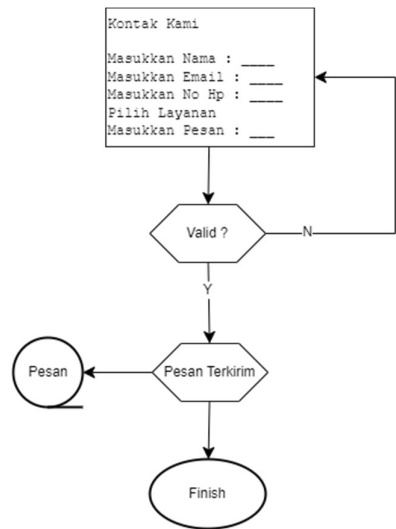 Kontak Kami
Masukkan Nama : ____
Masukkan Email : ____
Masukkan No Hp : ____
Pilih Layanan
Masukkan Pesan : ___
Valid ?
N
Y
Pesan
Pesan Terkirim
Finish